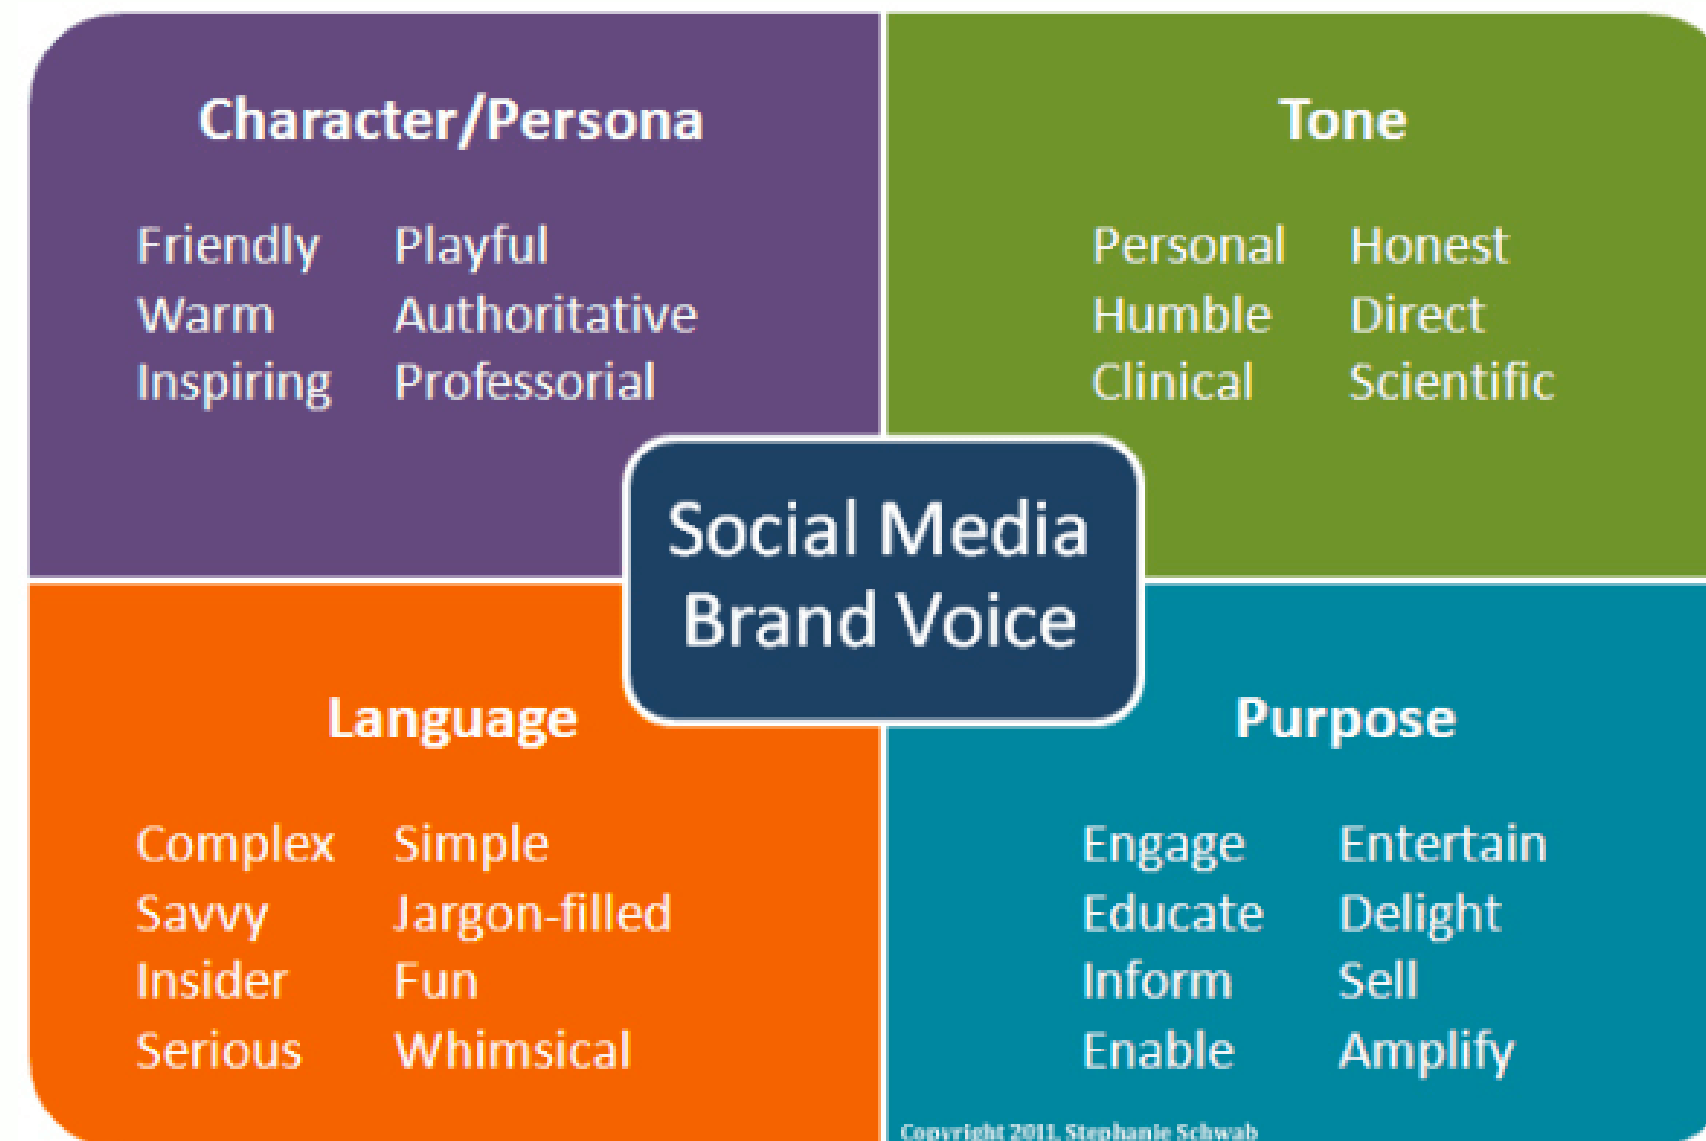 Character/Persona
Friendly Playful
Warm Authoritative
Inspiring Professorial
Tone
Personal Honest
Humble Direct
Clinical Scientific
Social Media
Brand Voice
Language
Complex Simple
Savvy Jargon-filled
Insider Fun
Serious Whimsical
Purpose
Engage Entertain
Educate Delight
Inform Sell
Enable Amplify
Copyright 2011, Stephanie Schwab